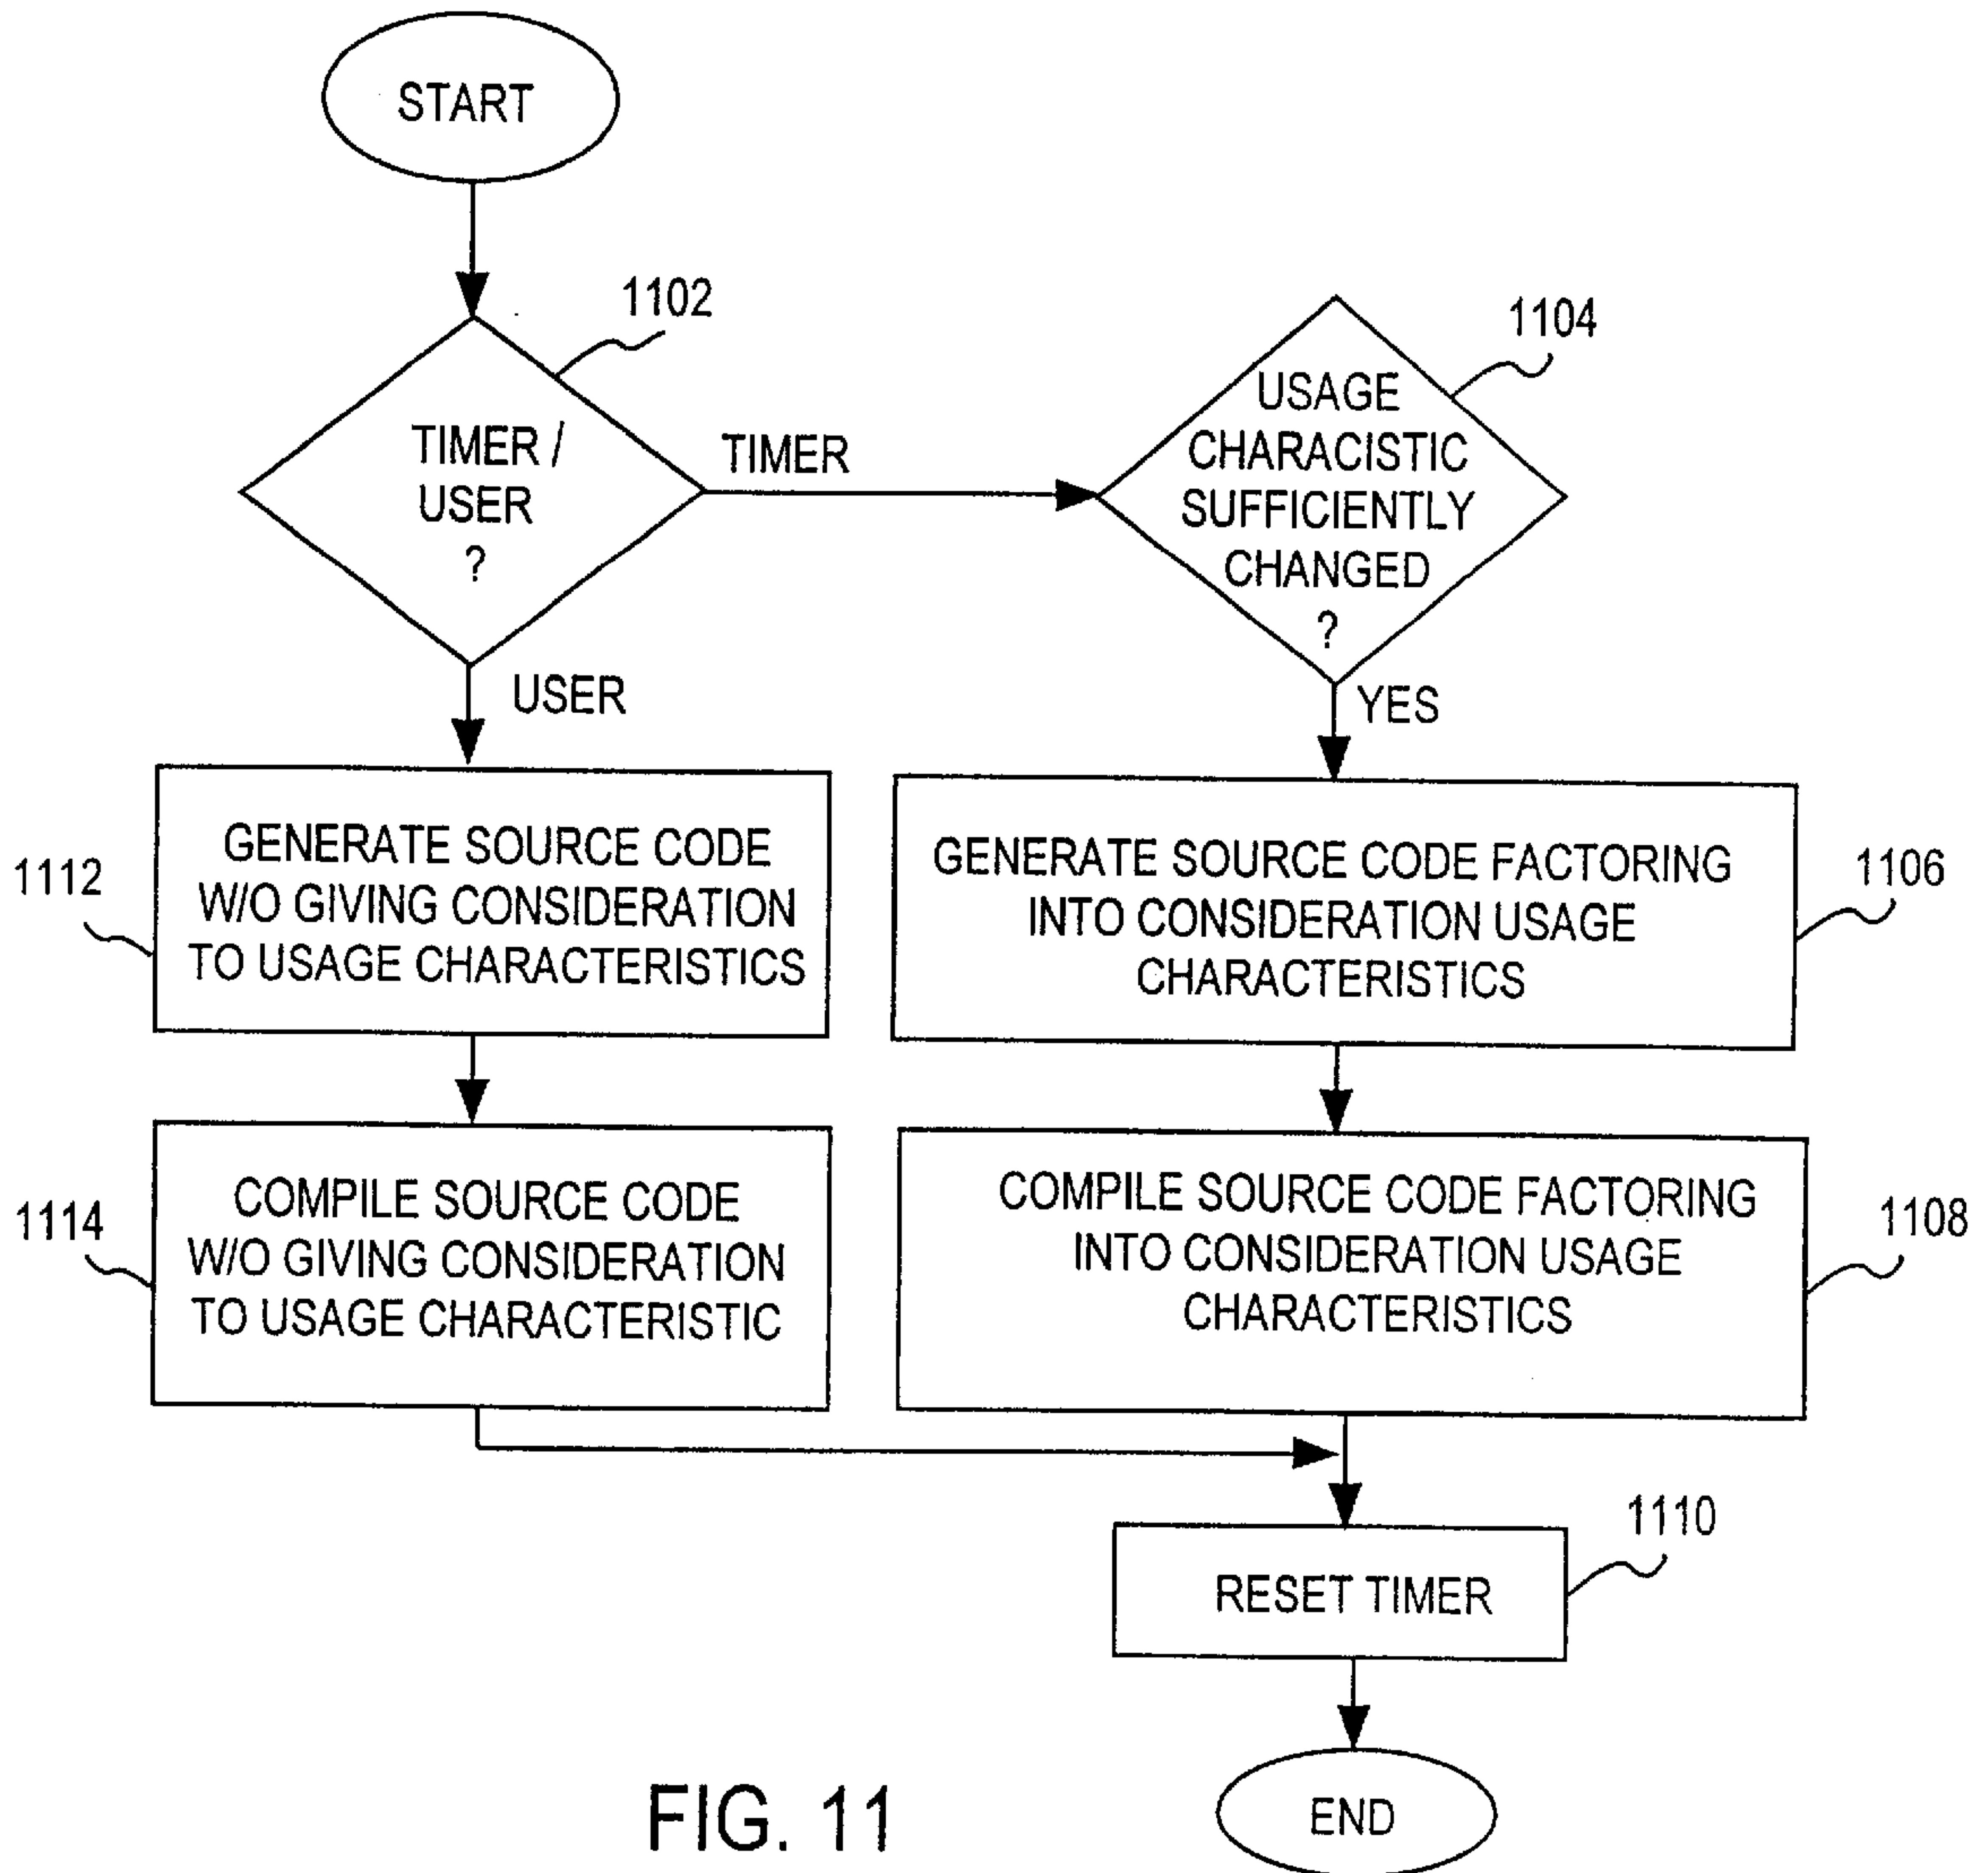 START
1102
TIMER /
USER
?
TIMER
1104
USAGE
CHARACISTIC
SUFFICIENTLY
CHANGED
?
USER
YES
1112
GENERATE SOURCE CODE
W/O GIVING CONSIDERATION
TO USAGE CHARACTERISTICS
GENERATE SOURCE CODE FACTORING
INTO CONSIDERATION USAGE
CHARACTERISTICS
1106
1114
COMPILE SOURCE CODE
W/O GIVING CONSIDERATION
TO USAGE CHARACTERISTIC
COMPILE SOURCE CODE FACTORING
INTO CONSIDERATION USAGE
CHARACTERISTICS
1108
1110
RESET TIMER
END
FIG. 11